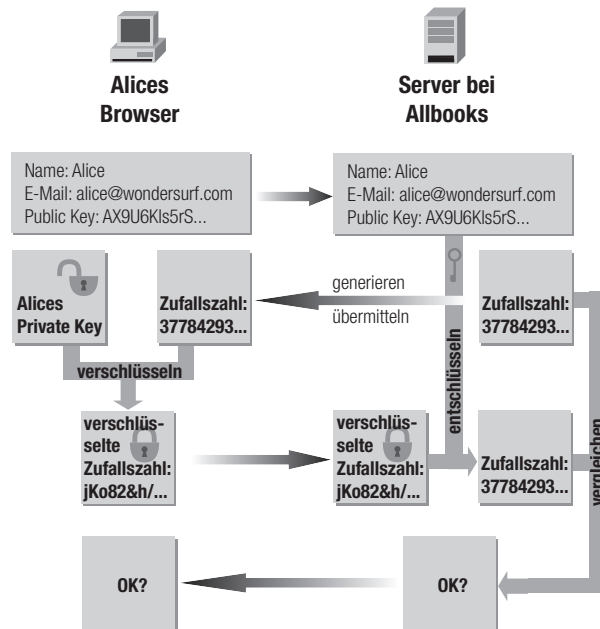 Alices
Browser
Server bei
Allbooks
Name: Alice
E-Mail: alice@wondersurf.com
Public Key: AX9U6Kls5rS...
Name: Alice
E-Mail: alice@wondersurf.com
Public Key: AX9U6Kls5rS...
Alices
Private Key
Zufallszahl:
37784293...
generieren
übermitteln
Zufallszahl:
37784293...
verschlüsseln
entschlüsseln
verschlüs-
selte
Zufallszahl:
jKo82&h/...
verschlüs-
selte
Zufallszahl:
jKo82&h/...
Zufallszahl:
37784293...
vergleichen
OK?
OK?